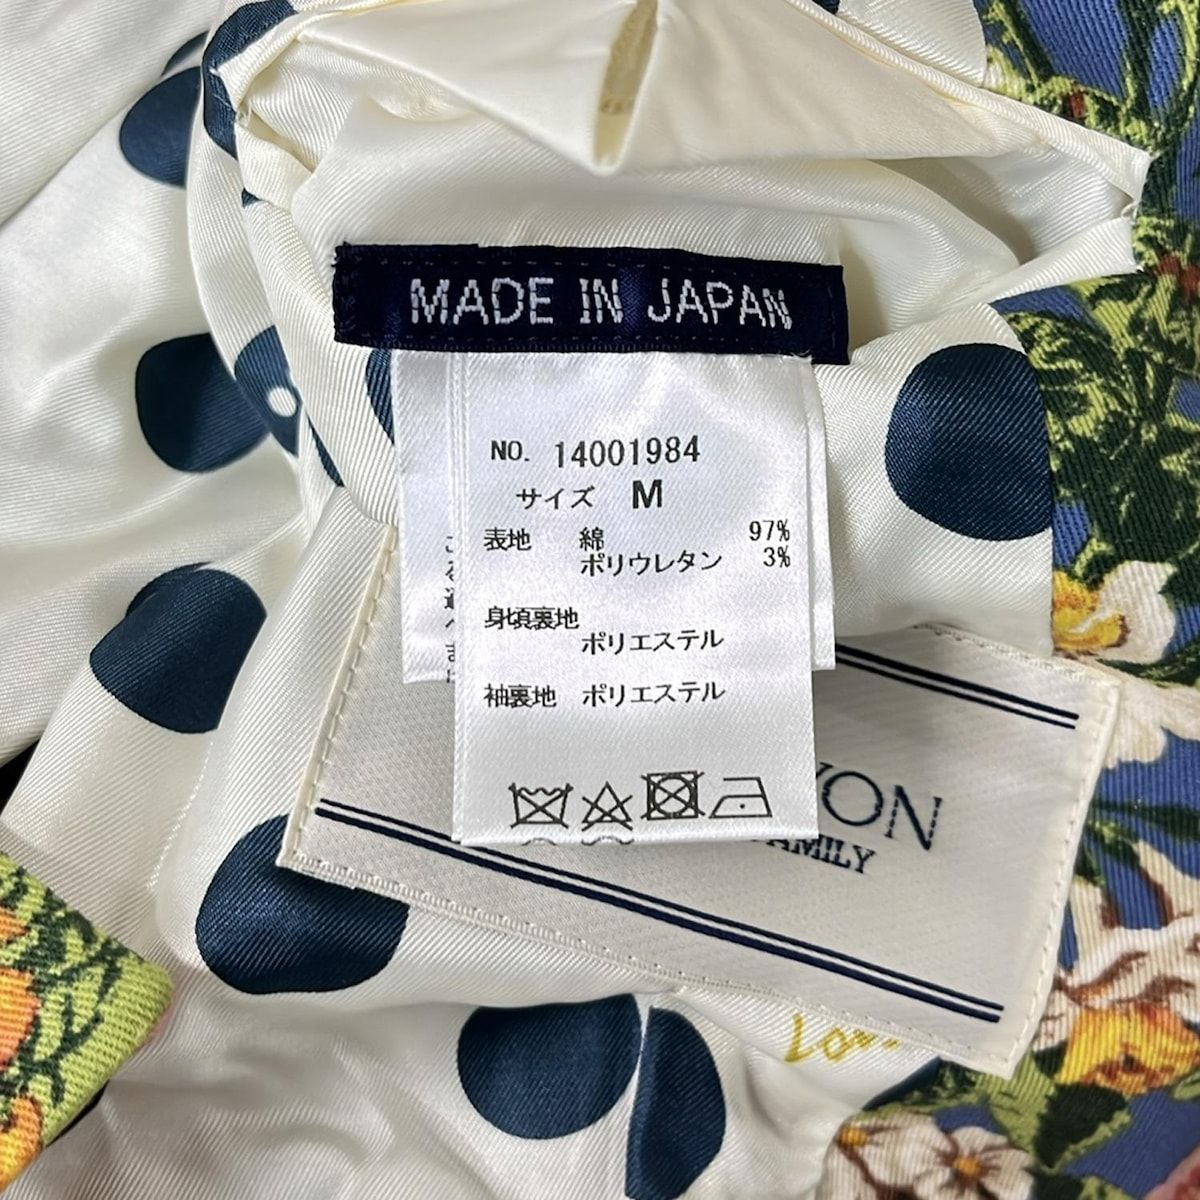 MADE IN JAPAN
NO. 14001984
サイズ M
表地 綿 97%
ポリウレタン 3%
身頃裏地
ポリエステル
袖裏地 ポリエステル
YON
FAMILY